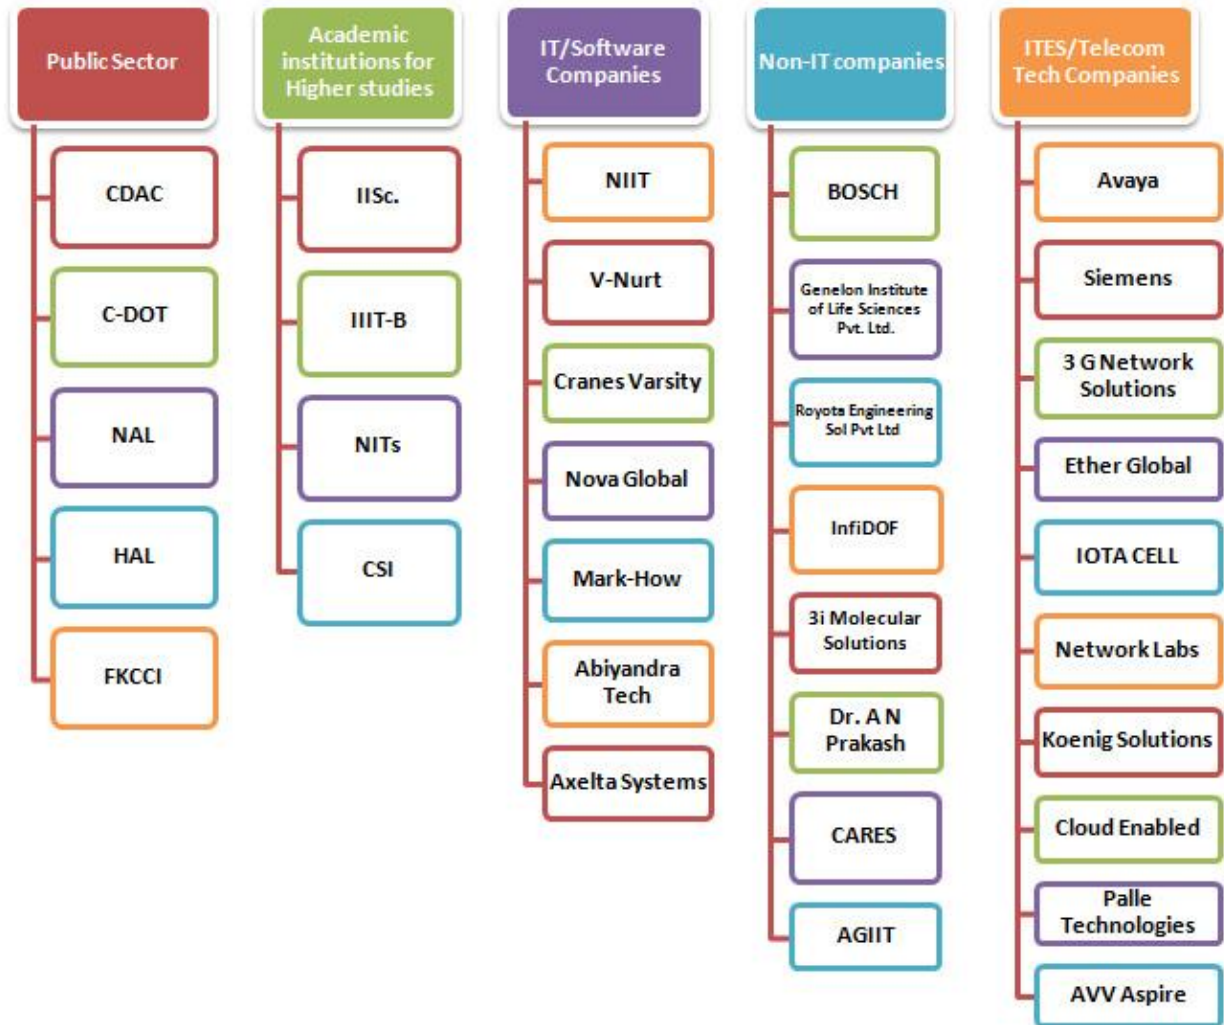 Public Sector
CDAC
C-DOT
NAL
HAL
FKCCI
Academic
institutions for
Higher studies
IISc.
IIIT-B
NITs
CSI
IT/Software
Companies
NIIT
V-Nurt
Cranes Varsity
Nova Global
Mark-How
Abiyandra
Tech
Axelta Systems
Non-IT companies
BOSCH
Genelon Institute
of Life Sciences
Pvt. Ltd.
Royota Engineering
Sol Pvt Ltd
InfiDOF
3i Molecular
Solutions
Dr. A N
Prakash
CARES
AGIIT
ITES/Telecom
Tech Companies
Avaya
Siemens
3 G Network
Solutions
Ether Global
IOTA CELL
Network Labs
Koenig Solutions
Cloud Enabled
Palle
Technologies
AVV Aspire